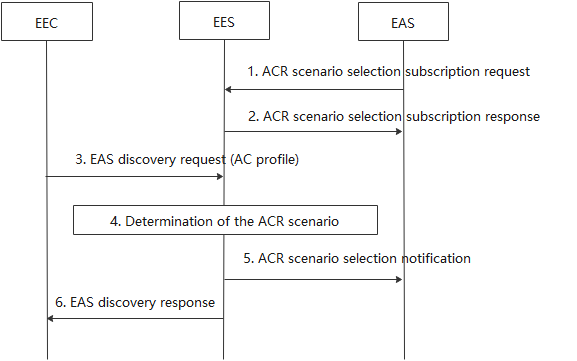 EEC
EES
EAS
1. ACR scenario selection subscription request
2. ACR scenario selection subscription response
3. EAS discovery request (AC profile)
4. Determination of the ACR scenario
5. ACR scenario selection notification
6. EAS discovery response